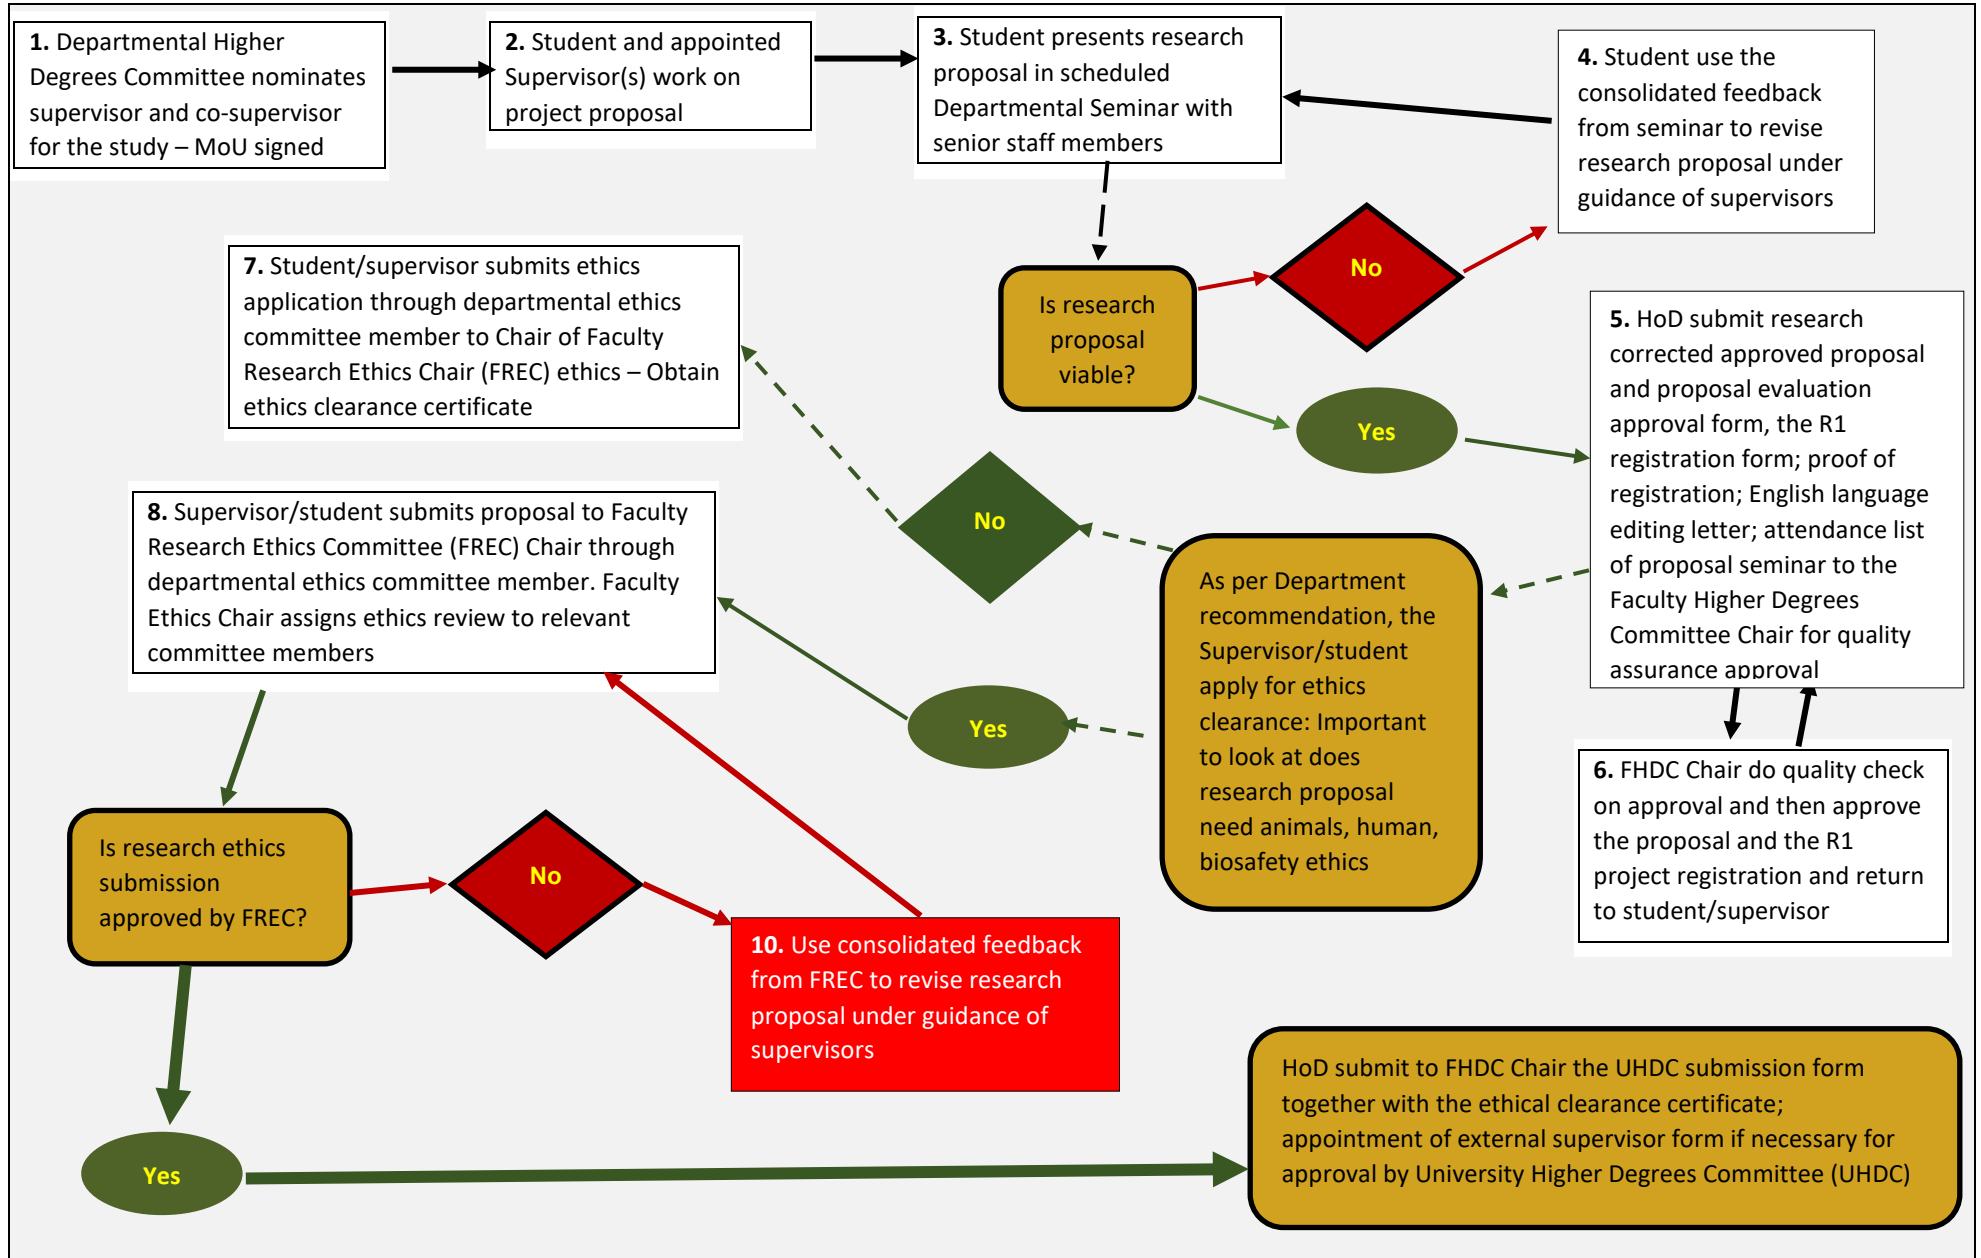 1. Departmental Higher
Degrees Committee nominates
supervisor and co-supervisor
for the study – MoU signed
2. Student and appointed
Supervisor(s) work on
project proposal
3. Student presents research
proposal in scheduled
Departmental Seminar with
senior staff members
4. Student use the
consolidated feedback
from seminar to revise
research proposal under
guidance of supervisors
Is research
proposal
viable?
No
Yes
5. HoD submit research
corrected approved proposal
and proposal evaluation
approval form, the R1
registration form; proof of
registration; English language
editing letter; attendance list
of proposal seminar to the
Faculty Higher Degrees
Committee Chair for quality
assurance approval
6. FHDC Chair do quality check
on approval and then approve
the proposal and the R1
project registration and return
to student/supervisor
As per Department
recommendation, the
Supervisor/student
apply for ethics
clearance: Important
to look at does
research proposal
need animals, human,
biosafety ethics
No
Yes
7. Student/supervisor submits ethics
application through departmental ethics
committee member to Chair of Faculty
Research Ethics Chair (FREC) ethics – Obtain
ethics clearance certificate
8. Supervisor/student submits proposal to Faculty
Research Ethics Committee (FREC) Chair through
departmental ethics committee member. Faculty
Ethics Chair assigns ethics review to relevant
committee members
Is research ethics
submission
approved by FREC?
No
10. Use consolidated feedback
from FREC to revise research
proposal under guidance of
supervisors
Yes
HoD submit to FHDC Chair the UHDC submission form
together with the ethical clearance certificate;
appointment of external supervisor form if necessary for
approval by University Higher Degrees Committee (UHDC)